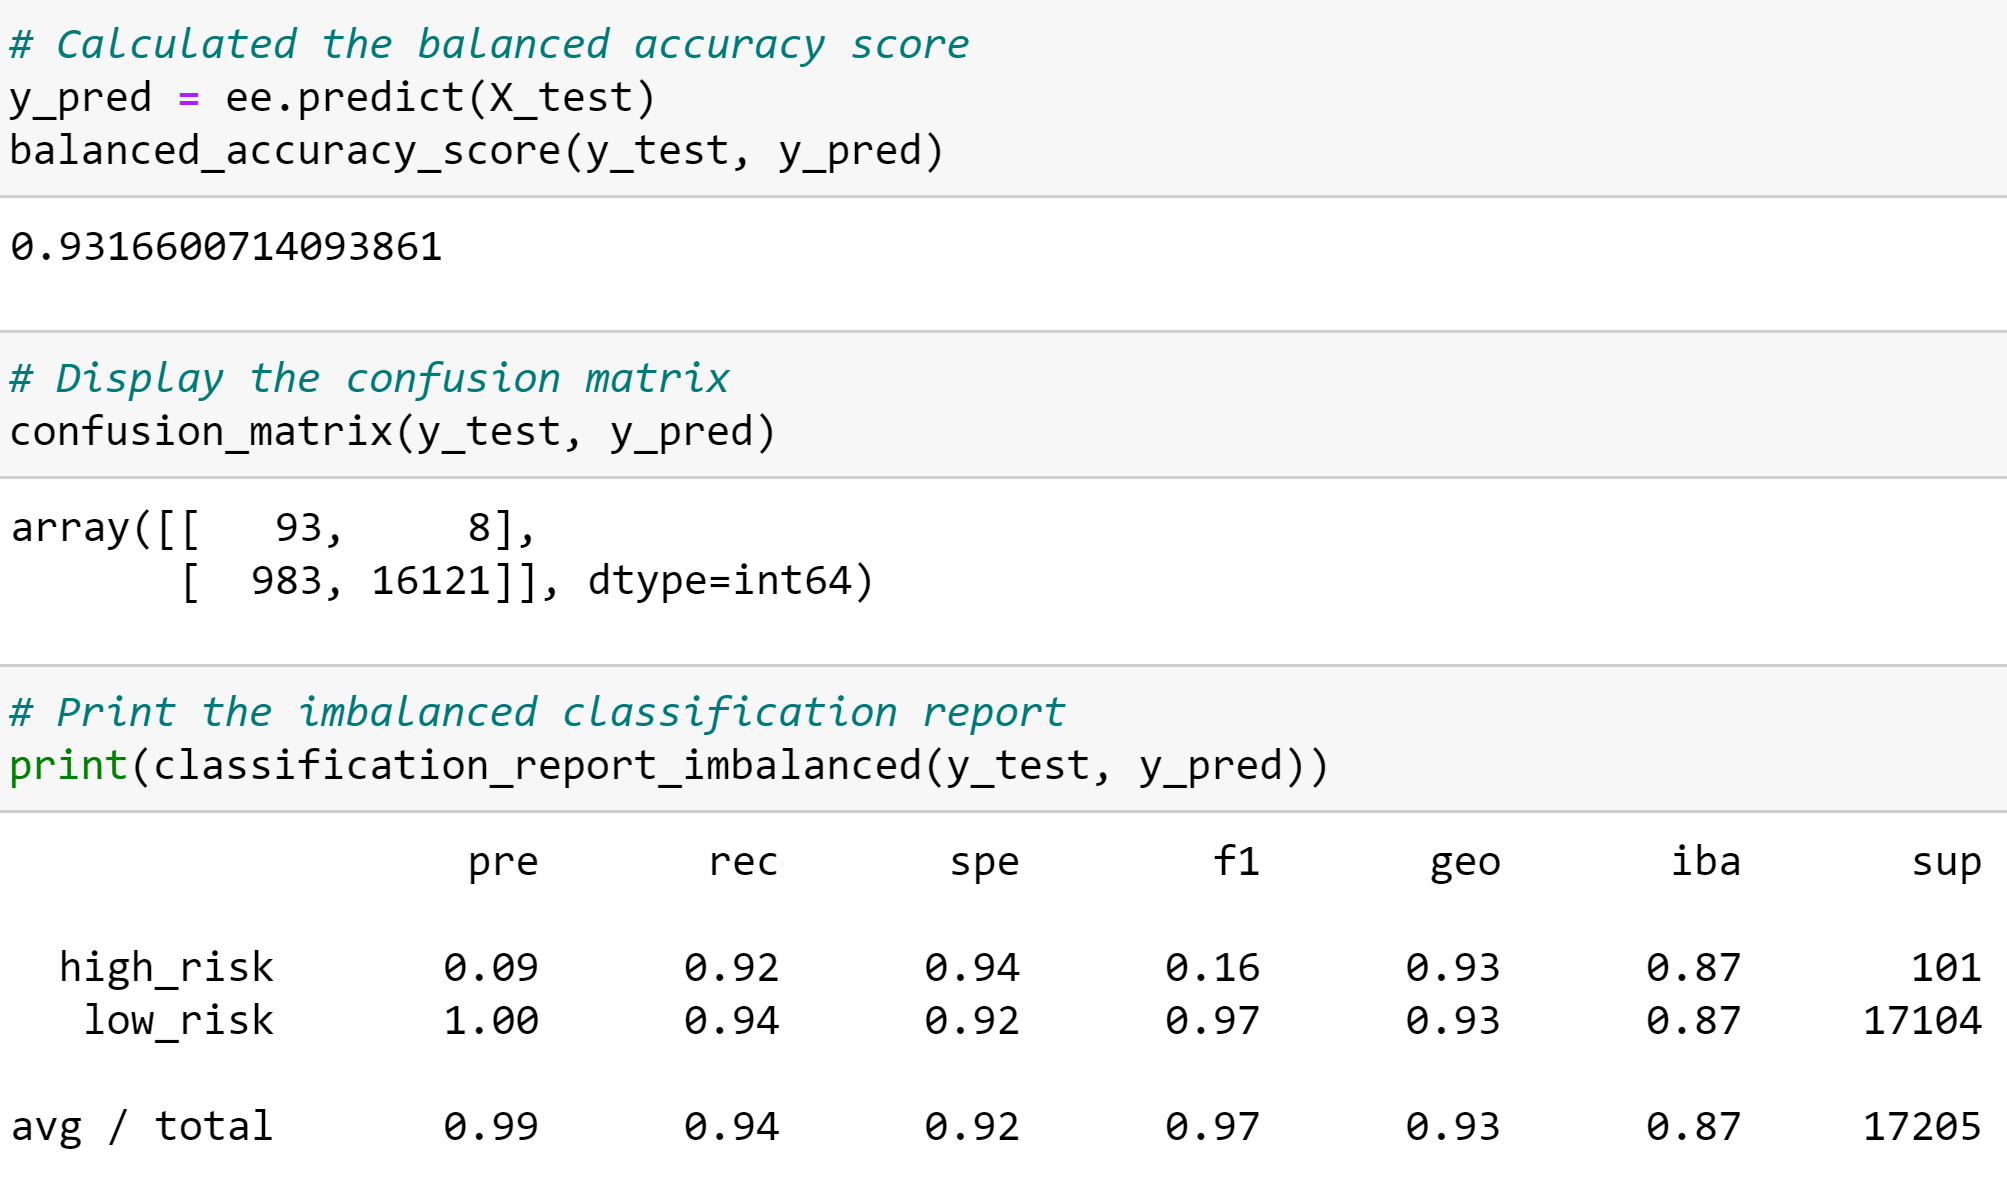 # Calculated the balanced accuracy score
y_pred = ee.predict(X_test)
balanced_accuracy_score(y_test, y_pred)
0.9316600714093861
# Display the confusion matrix
confusion_matrix(y_test, y_pred)
array([[   93,     8],
       [  983, 16121]], dtype=int64)
# Print the imbalanced classification report
print(classification_report_imbalanced(y_test, y_pred))
                   pre       rec       spe        f1       geo       iba       sup
  high_risk       0.09      0.92      0.94      0.16      0.93      0.87       101
   low_risk       1.00      0.94      0.92      0.97      0.93      0.87     17104
avg / total       0.99      0.94      0.92      0.97      0.93      0.87     17205